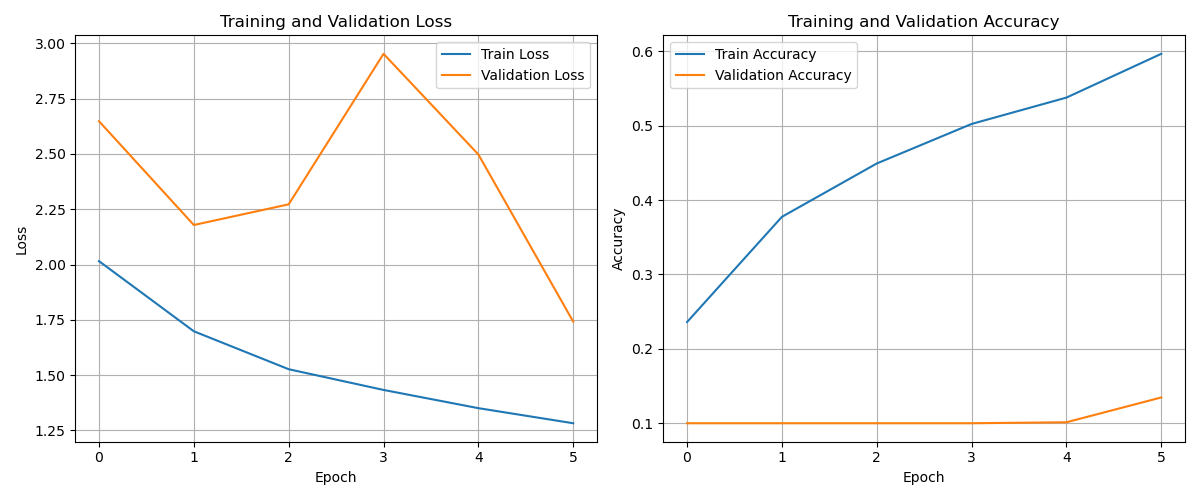 Training and Validation Loss
3.00
2.75
2.50
2.25
2.00
1.75
1.50
1.25
Loss
Train Loss
Validation Loss
0 1 2 3 4 5
Epoch
Training and Validation Accuracy
0.6
0.5
0.4
0.3
0.2
0.1
Accuracy
Train Accuracy
Validation Accuracy
0 1 2 3 4 5
Epoch